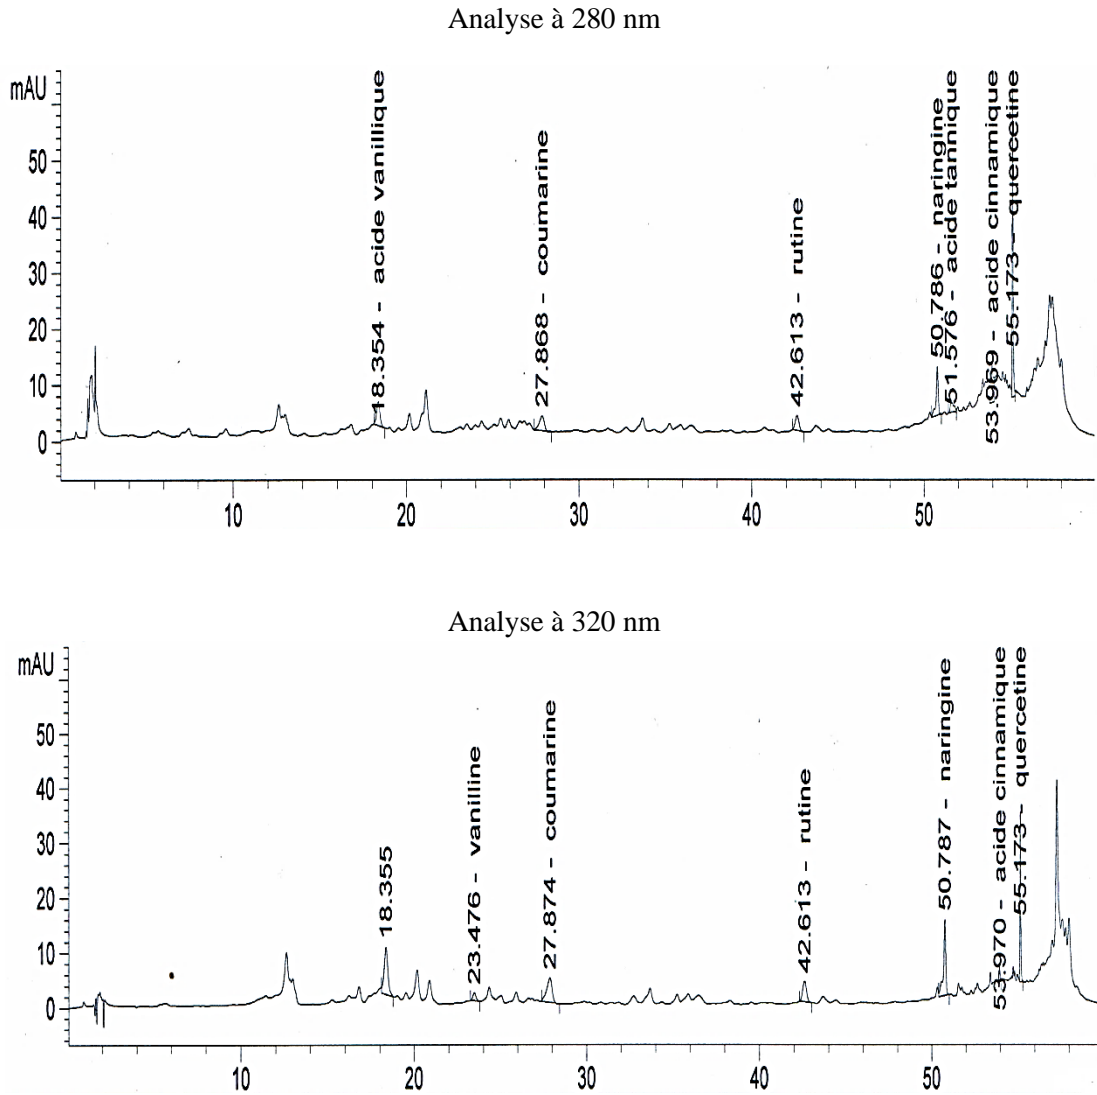 Analyse à 280 nm
mAU
50
40
30
20
10
0
18.354 - acide vanillique
27.868 - coumarine
42.613 - rutine
50.786 - naringine
51.576 - acide tannique
53.969 - acide cinnamique
55.173 - quercetine
10 20 30 40 50
Analyse à 320 nm
mAU
50
40
30
20
10
0
18.355
23.476 - vanilline
27.874 - coumarine
42.613 - rutine
50.787 - naringine
53.970 - acide cinnamique
55.173 - quercetine
10 20 30 40 50